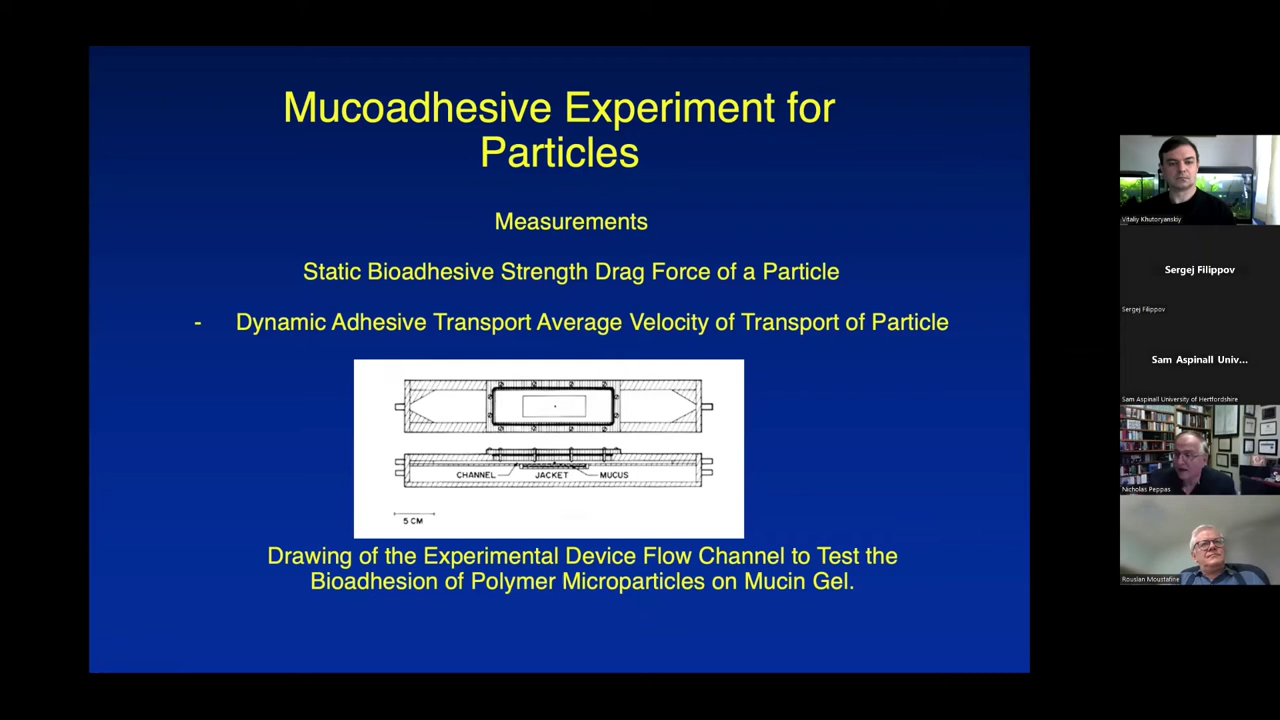 Mucoadhesive Experiment for
Particles
Measurements
Static Bioadhesive Strength Drag Force of a Particle
- Dynamic Adhesive Transport Average Velocity of Transport of Particle
CHANNEL JACKET MUCUS
5 CM
Drawing of the Experimental Device Flow Channel to Test the
Bioadhesion of Polymer Microparticles on Mucin Gel.
Vitaliy Khutoryanskiy
Sergej Filippov
Sergej Filippov
Sam Aspinall Univ...
Sam Aspinall University of Hertfordshire
Nicholas Peppas
Rouslan Moustafine